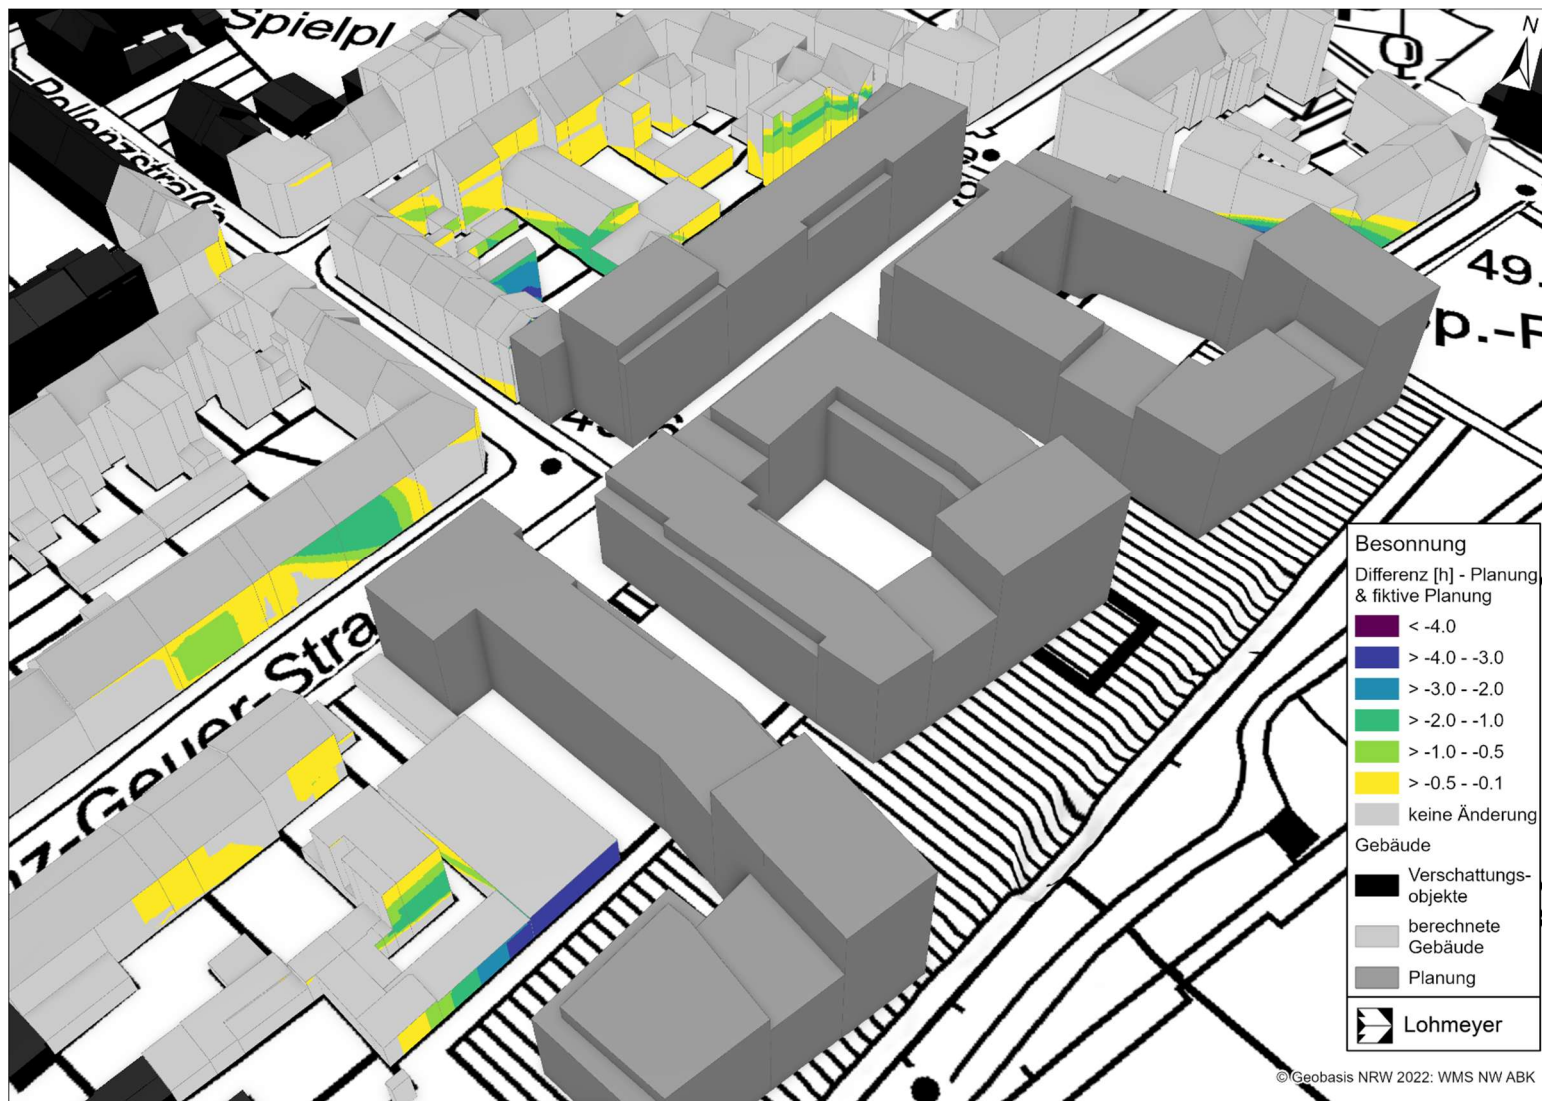 Spielpl
N
49.
p.-F
nz-Geuer-Stra
Besonnung
Differenz [h] - Planung
& fiktive Planung
< -4.0
> -4.0 - -3.0
> -3.0 - -2.0
> -2.0 - -1.0
> -1.0 - -0.5
> -0.5 - -0.1
keine Änderung
Gebäude
Verschattungs-
objekte
berechnete
Gebäude
Planung
Lohmeyer
© Geobasis NRW 2022: WMS NW ABK